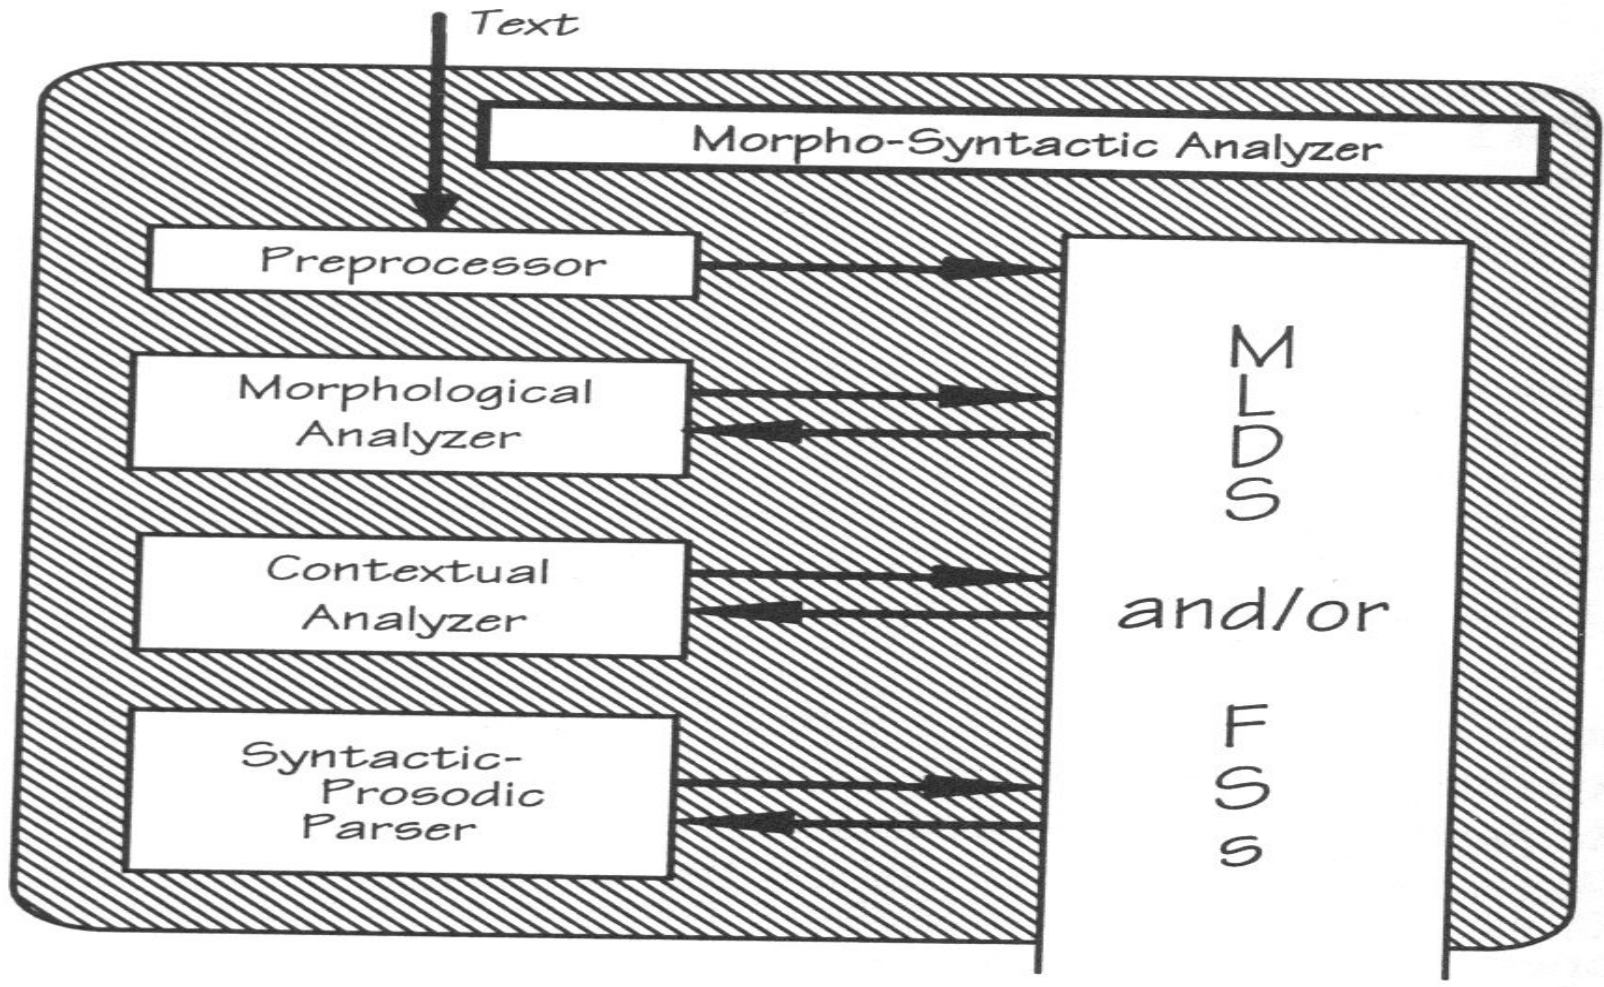 Text
Morpho-Syntactic Analyzer
Preprocessor
Morphological
Analyzer
Contextual
Analyzer
Syntactic-
Prosodic
Parser
M
L
D
S
and/or
F
S
s